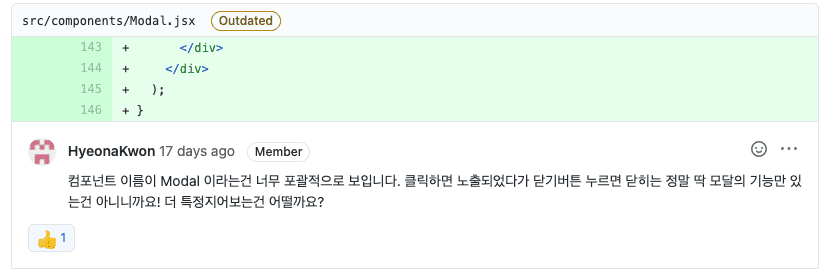 src/components/Modal.jsx Outdated
143 + </div>
144 + </div>
145 + );
146 + }
HyeonaKwon 17 days ago Member
컴포넌트 이름이 Modal 이라는건 너무 포괄적으로 보입니다. 클릭하면 노출되었다가 닫기버튼 누르면 닫히는 정말 딱 모달의 기능만 있
는건 아니니까요! 더 특정지어보는건 어떨까요?
👍 1